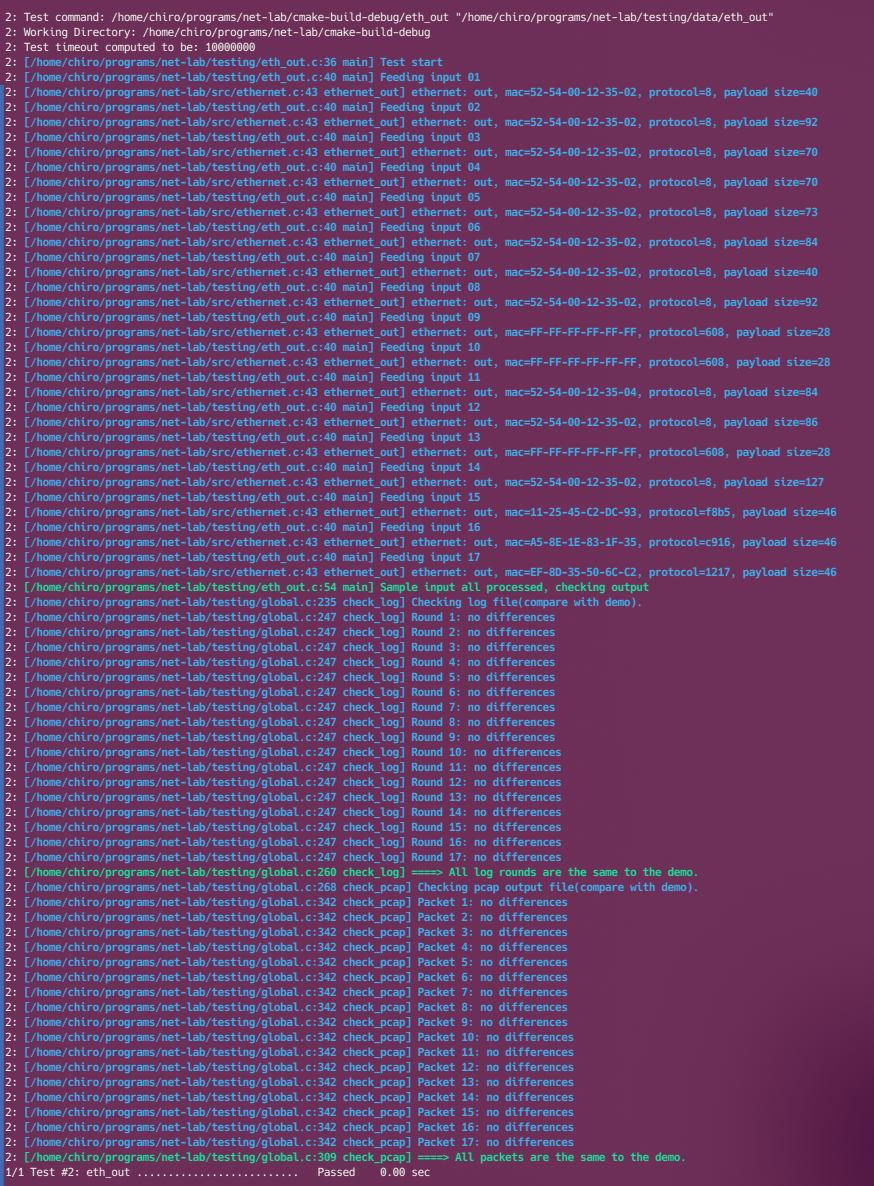 2: Test command: /home/chiro/programs/net-lab/cmake-build-debug/eth_out "/home/chiro/programs/net-lab/testing/data/eth_out"
2: Working Directory: /home/chiro/programs/net-lab/cmake-build-debug
2: Test timeout computed to be: 10000000
2: [/home/chiro/programs/net-lab/testing/eth_out.c:36 main] Test start
2: [/home/chiro/programs/net-lab/testing/eth_out.c:40 main] Feeding input 01
2: [/home/chiro/programs/net-lab/src/ethernet.c:43 ethernet_out] ethernet: out, mac=52-54-00-12-35-02, protocol=8, payload size=40
2: [/home/chiro/programs/net-lab/testing/eth_out.c:40 main] Feeding input 02
2: [/home/chiro/programs/net-lab/src/ethernet.c:43 ethernet_out] ethernet: out, mac=52-54-00-12-35-02, protocol=8, payload size=92
2: [/home/chiro/programs/net-lab/testing/eth_out.c:40 main] Feeding input 03
2: [/home/chiro/programs/net-lab/src/ethernet.c:43 ethernet_out] ethernet: out, mac=52-54-00-12-35-02, protocol=8, payload size=70
2: [/home/chiro/programs/net-lab/testing/eth_out.c:40 main] Feeding input 04
2: [/home/chiro/programs/net-lab/src/ethernet.c:43 ethernet_out] ethernet: out, mac=52-54-00-12-35-02, protocol=8, payload size=70
2: [/home/chiro/programs/net-lab/testing/eth_out.c:40 main] Feeding input 05
2: [/home/chiro/programs/net-lab/src/ethernet.c:43 ethernet_out] ethernet: out, mac=52-54-00-12-35-02, protocol=8, payload size=73
2: [/home/chiro/programs/net-lab/testing/eth_out.c:40 main] Feeding input 06
2: [/home/chiro/programs/net-lab/src/ethernet.c:43 ethernet_out] ethernet: out, mac=52-54-00-12-35-02, protocol=8, payload size=84
2: [/home/chiro/programs/net-lab/testing/eth_out.c:40 main] Feeding input 07
2: [/home/chiro/programs/net-lab/src/ethernet.c:43 ethernet_out] ethernet: out, mac=52-54-00-12-35-02, protocol=8, payload size=40
2: [/home/chiro/programs/net-lab/testing/eth_out.c:40 main] Feeding input 08
2: [/home/chiro/programs/net-lab/src/ethernet.c:43 ethernet_out] ethernet: out, mac=52-54-00-12-35-02, protocol=8, payload size=92
2: [/home/chiro/programs/net-lab/testing/eth_out.c:40 main] Feeding input 09
2: [/home/chiro/programs/net-lab/src/ethernet.c:43 ethernet_out] ethernet: out, mac=FF-FF-FF-FF-FF-FF, protocol=608, payload size=28
2: [/home/chiro/programs/net-lab/testing/eth_out.c:40 main] Feeding input 10
2: [/home/chiro/programs/net-lab/src/ethernet.c:43 ethernet_out] ethernet: out, mac=FF-FF-FF-FF-FF-FF, protocol=608, payload size=28
2: [/home/chiro/programs/net-lab/testing/eth_out.c:40 main] Feeding input 11
2: [/home/chiro/programs/net-lab/src/ethernet.c:43 ethernet_out] ethernet: out, mac=52-54-00-12-35-04, protocol=8, payload size=84
2: [/home/chiro/programs/net-lab/testing/eth_out.c:40 main] Feeding input 12
2: [/home/chiro/programs/net-lab/src/ethernet.c:43 ethernet_out] ethernet: out, mac=52-54-00-12-35-02, protocol=8, payload size=86
2: [/home/chiro/programs/net-lab/testing/eth_out.c:40 main] Feeding input 13
2: [/home/chiro/programs/net-lab/src/ethernet.c:43 ethernet_out] ethernet: out, mac=FF-FF-FF-FF-FF-FF, protocol=608, payload size=28
2: [/home/chiro/programs/net-lab/testing/eth_out.c:40 main] Feeding input 14
2: [/home/chiro/programs/net-lab/src/ethernet.c:43 ethernet_out] ethernet: out, mac=52-54-00-12-35-02, protocol=8, payload size=127
2: [/home/chiro/programs/net-lab/testing/eth_out.c:40 main] Feeding input 15
2: [/home/chiro/programs/net-lab/src/ethernet.c:43 ethernet_out] ethernet: out, mac=11-25-45-C2-DC-93, protocol=f8b5, payload size=46
2: [/home/chiro/programs/net-lab/testing/eth_out.c:40 main] Feeding input 16
2: [/home/chiro/programs/net-lab/src/ethernet.c:43 ethernet_out] ethernet: out, mac=A5-8E-1E-83-1F-35, protocol=c916, payload size=46
2: [/home/chiro/programs/net-lab/testing/eth_out.c:40 main] Feeding input 17
2: [/home/chiro/programs/net-lab/src/ethernet.c:43 ethernet_out] ethernet: out, mac=EF-8D-35-50-6C-C2, protocol=1217, payload size=46
2: [/home/chiro/programs/net-lab/testing/eth_out.c:54 main] Sample input all processed, checking output
2: [/home/chiro/programs/net-lab/testing/global.c:235 check_log] Checking log file(compare with demo).
2: [/home/chiro/programs/net-lab/testing/global.c:247 check_log] Round 1: no differences
2: [/home/chiro/programs/net-lab/testing/global.c:247 check_log] Round 2: no differences
2: [/home/chiro/programs/net-lab/testing/global.c:247 check_log] Round 3: no differences
2: [/home/chiro/programs/net-lab/testing/global.c:247 check_log] Round 4: no differences
2: [/home/chiro/programs/net-lab/testing/global.c:247 check_log] Round 5: no differences
2: [/home/chiro/programs/net-lab/testing/global.c:247 check_log] Round 6: no differences
2: [/home/chiro/programs/net-lab/testing/global.c:247 check_log] Round 7: no differences
2: [/home/chiro/programs/net-lab/testing/global.c:247 check_log] Round 8: no differences
2: [/home/chiro/programs/net-lab/testing/global.c:247 check_log] Round 9: no differences
2: [/home/chiro/programs/net-lab/testing/global.c:247 check_log] Round 10: no differences
2: [/home/chiro/programs/net-lab/testing/global.c:247 check_log] Round 11: no differences
2: [/home/chiro/programs/net-lab/testing/global.c:247 check_log] Round 12: no differences
2: [/home/chiro/programs/net-lab/testing/global.c:247 check_log] Round 13: no differences
2: [/home/chiro/programs/net-lab/testing/global.c:247 check_log] Round 14: no differences
2: [/home/chiro/programs/net-lab/testing/global.c:247 check_log] Round 15: no differences
2: [/home/chiro/programs/net-lab/testing/global.c:247 check_log] Round 16: no differences
2: [/home/chiro/programs/net-lab/testing/global.c:247 check_log] Round 17: no differences
2: [/home/chiro/programs/net-lab/testing/global.c:260 check_log] ====> All log rounds are the same to the demo.
2: [/home/chiro/programs/net-lab/testing/global.c:268 check_pcap] Checking pcap output file(compare with demo).
2: [/home/chiro/programs/net-lab/testing/global.c:342 check_pcap] Packet 1: no differences
2: [/home/chiro/programs/net-lab/testing/global.c:342 check_pcap] Packet 2: no differences
2: [/home/chiro/programs/net-lab/testing/global.c:342 check_pcap] Packet 3: no differences
2: [/home/chiro/programs/net-lab/testing/global.c:342 check_pcap] Packet 4: no differences
2: [/home/chiro/programs/net-lab/testing/global.c:342 check_pcap] Packet 5: no differences
2: [/home/chiro/programs/net-lab/testing/global.c:342 check_pcap] Packet 6: no differences
2: [/home/chiro/programs/net-lab/testing/global.c:342 check_pcap] Packet 7: no differences
2: [/home/chiro/programs/net-lab/testing/global.c:342 check_pcap] Packet 8: no differences
2: [/home/chiro/programs/net-lab/testing/global.c:342 check_pcap] Packet 9: no differences
2: [/home/chiro/programs/net-lab/testing/global.c:342 check_pcap] Packet 10: no differences
2: [/home/chiro/programs/net-lab/testing/global.c:342 check_pcap] Packet 11: no differences
2: [/home/chiro/programs/net-lab/testing/global.c:342 check_pcap] Packet 12: no differences
2: [/home/chiro/programs/net-lab/testing/global.c:342 check_pcap] Packet 13: no differences
2: [/home/chiro/programs/net-lab/testing/global.c:342 check_pcap] Packet 14: no differences
2: [/home/chiro/programs/net-lab/testing/global.c:342 check_pcap] Packet 15: no differences
2: [/home/chiro/programs/net-lab/testing/global.c:342 check_pcap] Packet 16: no differences
2: [/home/chiro/programs/net-lab/testing/global.c:342 check_pcap] Packet 17: no differences
2: [/home/chiro/programs/net-lab/testing/global.c:309 check_pcap] ====> All packets are the same to the demo.
1/1 Test #2: eth_out .......................... Passed 0.00 sec